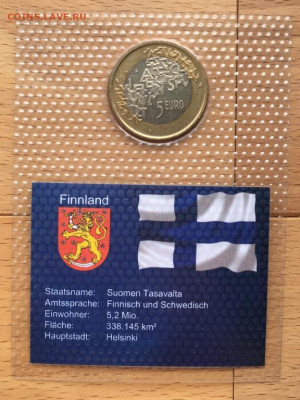 COINS.LAVE.RU
5 EURO
Finnland
Staatsname: Suomen Tasavalta
Amtssprache: Finnisch und Schwedisch
Einwohner: 5,2 Mio.
Fläche: 338.145 km²
Hauptstadt: Helsinki